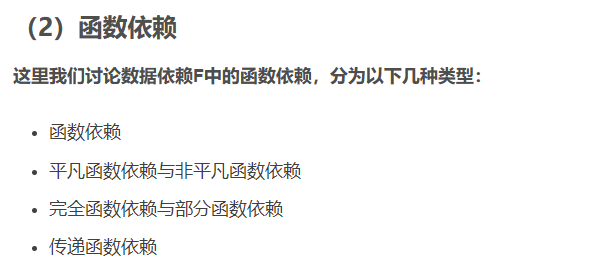 （2）函数依赖
这里我们讨论数据依赖F中的函数依赖，分为以下几种类型：
• 函数依赖
• 平凡函数依赖与非平凡函数依赖
• 完全函数依赖与部分函数依赖
• 传递函数依赖